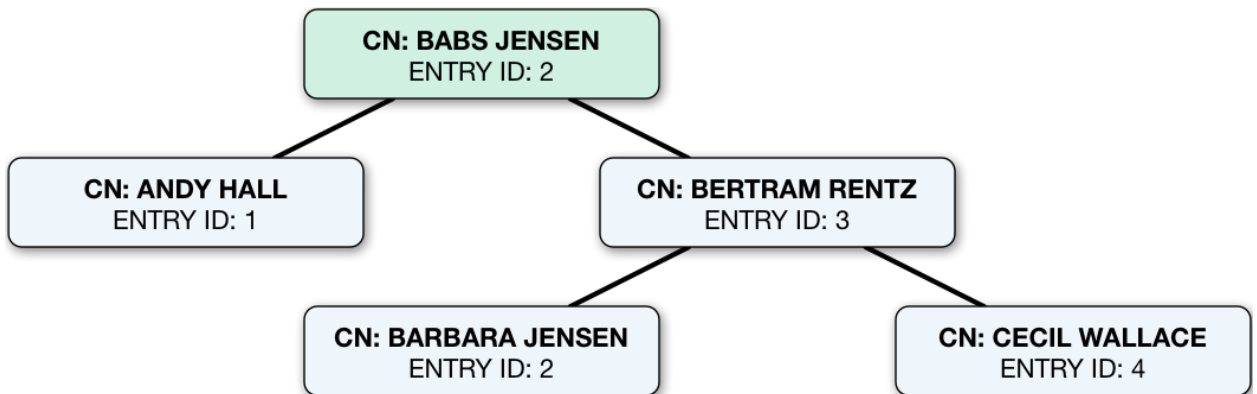 CN: BABS JENSEN
ENTRY ID: 2
CN: ANDY HALL
ENTRY ID: 1
CN: BERTRAM RENTZ
ENTRY ID: 3
CN: BARBARA JENSEN
ENTRY ID: 2
CN: CECIL WALLACE
ENTRY ID: 4